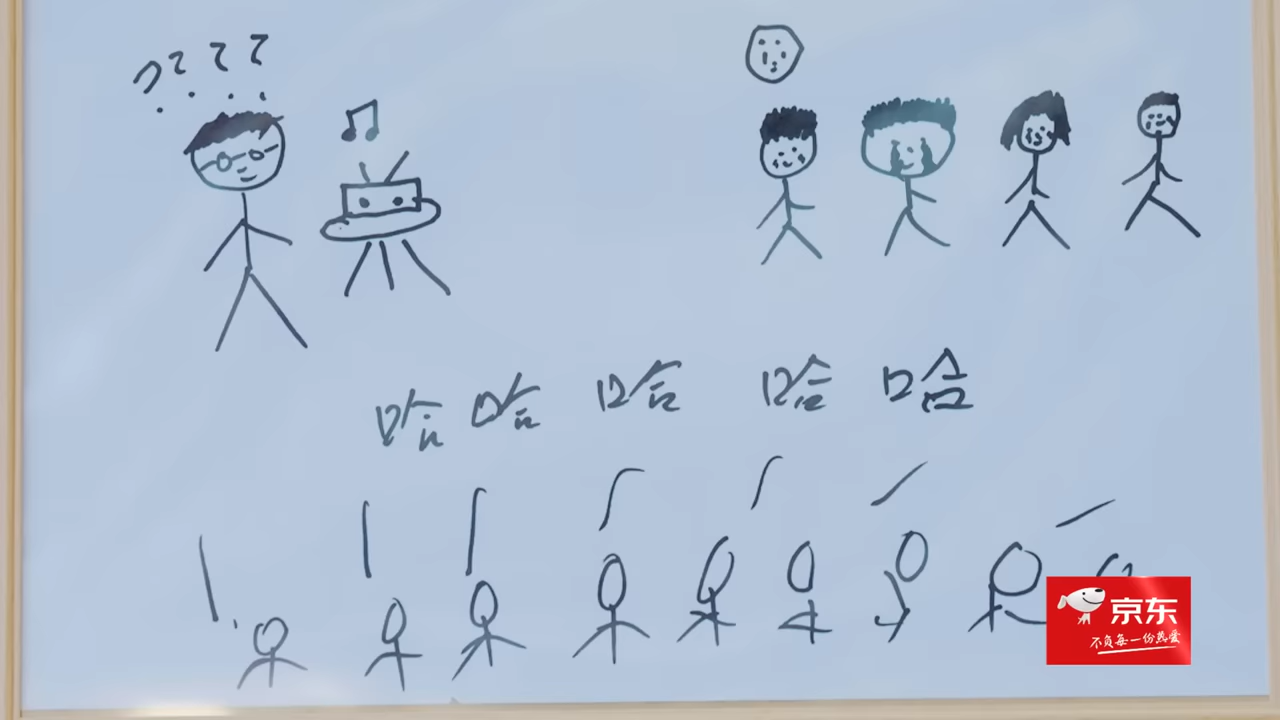 ? ? ? ?
哈 哈 哈 哈 哈
京东
不负每一份热爱